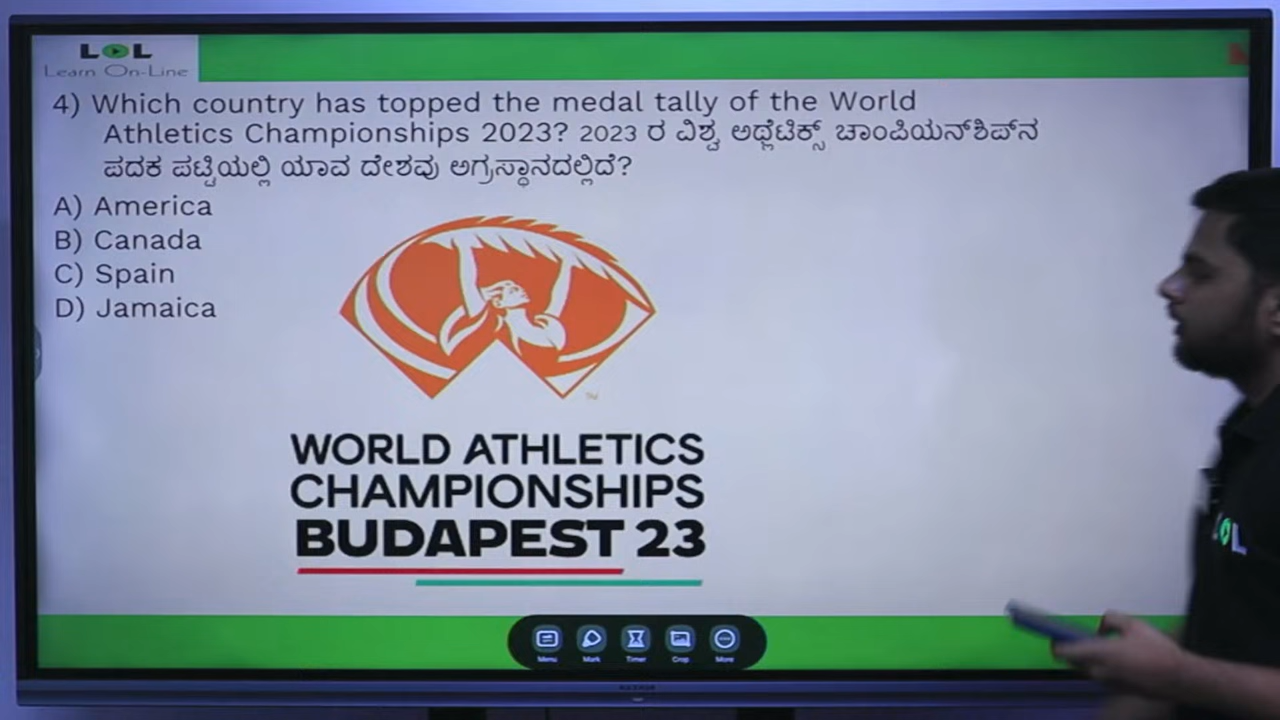 LOL
Learn On-Line
4) Which country has topped the medal tally of the World
Athletics Championships 2023? 2023 ರ ವಿಶ್ವ ಅಥ್ಲೆಟಿಕ್ಸ್ ಚಾಂಪಿಯನ್‌ಶಿಪ್‌ನ
ಪದಕ ಪಟ್ಟಿಯಲ್ಲಿ ಯಾವ ದೇಶವು ಅಗ್ರಸ್ಥಾನದಲ್ಲಿದೆ?
A) America
B) Canada
C) Spain
D) Jamaica
TM
WORLD ATHLETICS
CHAMPIONSHIPS
BUDAPEST 23
LOL
Menu Mark Timer Crop More